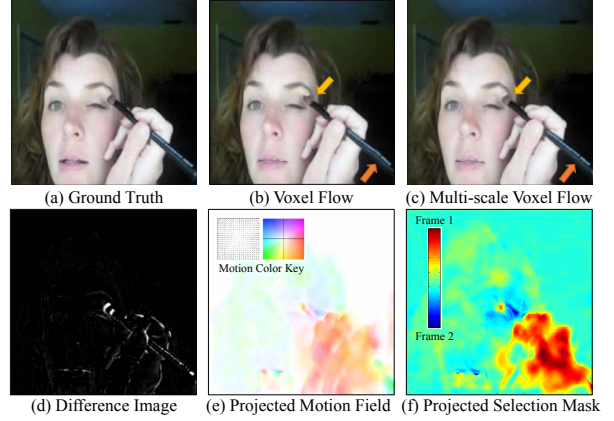 (a) Ground Truth
(b) Voxel Flow
(c) Multi-scale Voxel Flow
Motion Color Key
Frame 1
Frame 2
(d) Difference Image
(e) Projected Motion Field
(f) Projected Selection Mask